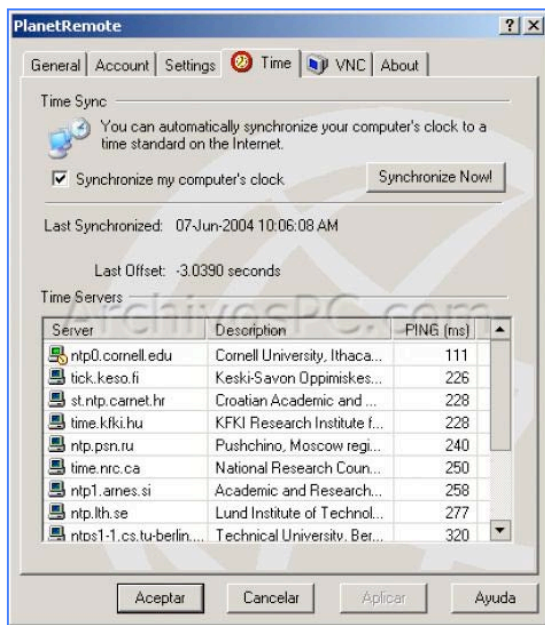 PlanetRemote
General Account Settings Time VNC About
Time Sync
You can automatically synchronize your computer's clock to a
time standard on the Internet.
Synchronize my computer's clock
Synchronize Now!
Last Synchronized: 07-Jun-2004 10:06:08 AM
Last Offset: -3.0390 seconds
Time Servers
ArchivosPC.com
Server Description PING (ms)
ntp0.cornell.edu Cornell University, Ithaca... 111
tick.keso.fi Keski-Savon Oppimiskes... 226
st.ntp.carnet.hr Croatian Academic and ... 228
time.kfki.hu KFKI Research Institute f... 228
ntp.psn.ru Pushchino, Moscow regi... 240
time.nrc.ca National Research Coun... 250
ntp1.arnes.si Academic and Research... 258
ntp.lth.se Lund Institute of Technol... 277
ntps1-1.cs.tu-berlin.... Technical University, Ber... 320
Aceptar Cancelar Aplicar Ayuda